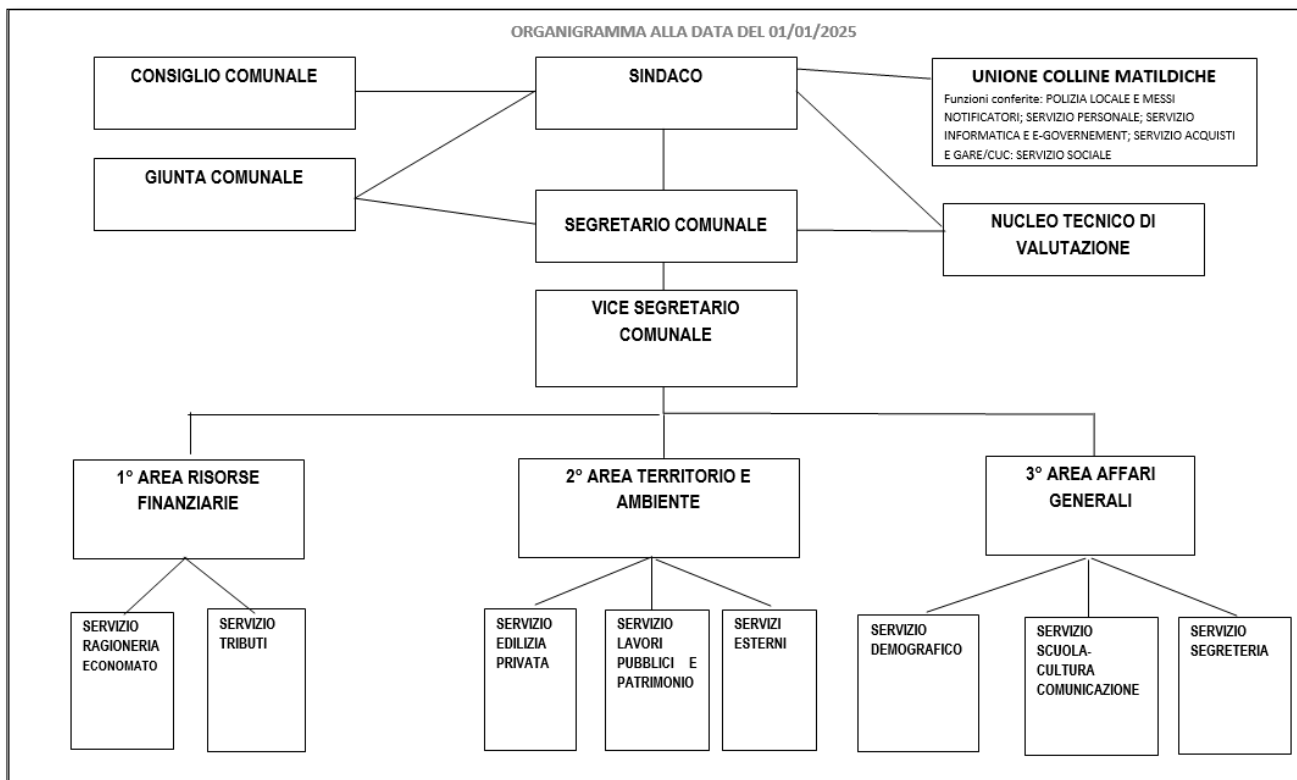 ORGANIGRAMMA ALLA DATA DEL 01/01/2025
CONSIGLIO COMUNALE
SINDACO
UNIONE COLLINE MATILDICHE
Funzioni conferite: POLIZIA LOCALE E MESSI
NOTIFICATORI; SERVIZIO PERSONALE; SERVIZIO
INFORMATICA E E-GOVERNEMENT; SERVIZIO ACQUISTI
E GARE/CUC: SERVIZIO SOCIALE
GIUNTA COMUNALE
SEGRETARIO COMUNALE
NUCLEO TECNICO DI
VALUTAZIONE
VICE SEGRETARIO
COMUNALE
1° AREA RISORSE
FINANZIARIE
2° AREA TERRITORIO E
AMBIENTE
3° AREA AFFARI
GENERALI
SERVIZIO
RAGIONERIA
ECONOMATO
SERVIZIO
TRIBUTI
SERVIZIO
EDILIZIA
PRIVATA
SERVIZIO
LAVORI
PUBBLICI E
PATRIMONIO
SERVIZI
ESTERNI
SERVIZIO
DEMOGRAFICO
SERVIZIO
SCUOLA-
CULTURA
COMUNICAZIONE
SERVIZIO
SEGRETERIA